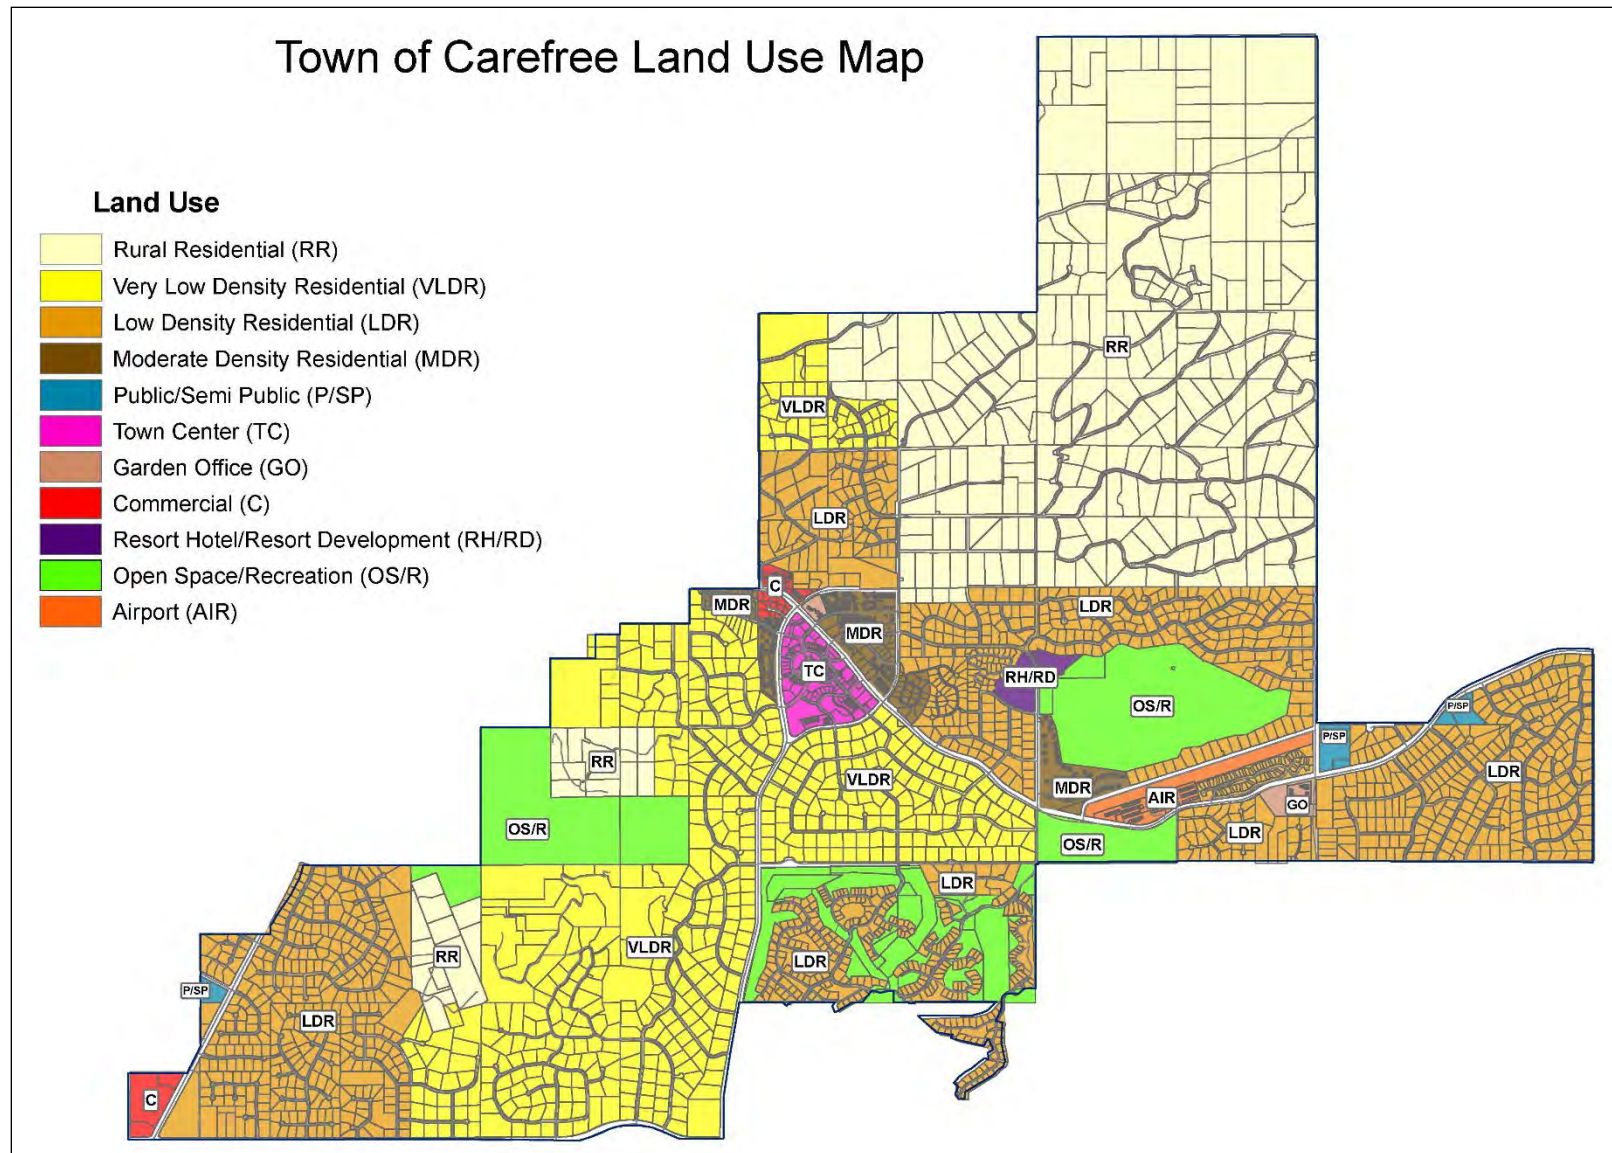 Town of Carefree Land Use Map
Land Use
Rural Residential (RR)
Very Low Density Residential (VLDR)
Low Density Residential (LDR)
Moderate Density Residential (MDR)
Public/Semi Public (P/SP)
Town Center (TC)
Garden Office (GO)
Commercial (C)
Resort Hotel/Resort Development (RH/RD)
Open Space/Recreation (OS/R)
Airport (AIR)
RR
VLDR
LDR
C
MDR
LDR
MDR
TC
RH/RD
OS/R
P/SP
P/SP
RR
VLDR
LDR
MDR
AIR
GO
OS/R
LDR
OS/R
LDR
VLDR
RR
LDR
P/SP
LDR
C